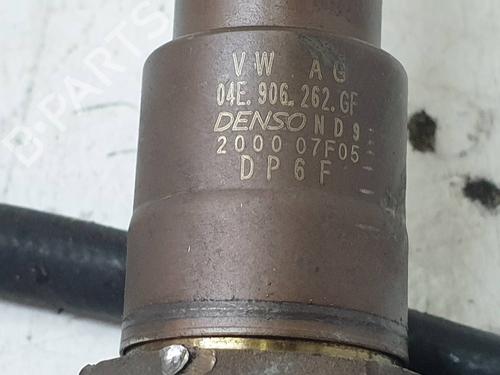 VW AG
04E.906.262.GF
DENSO ND9
2000 07F05
DP6F
B-PARTS